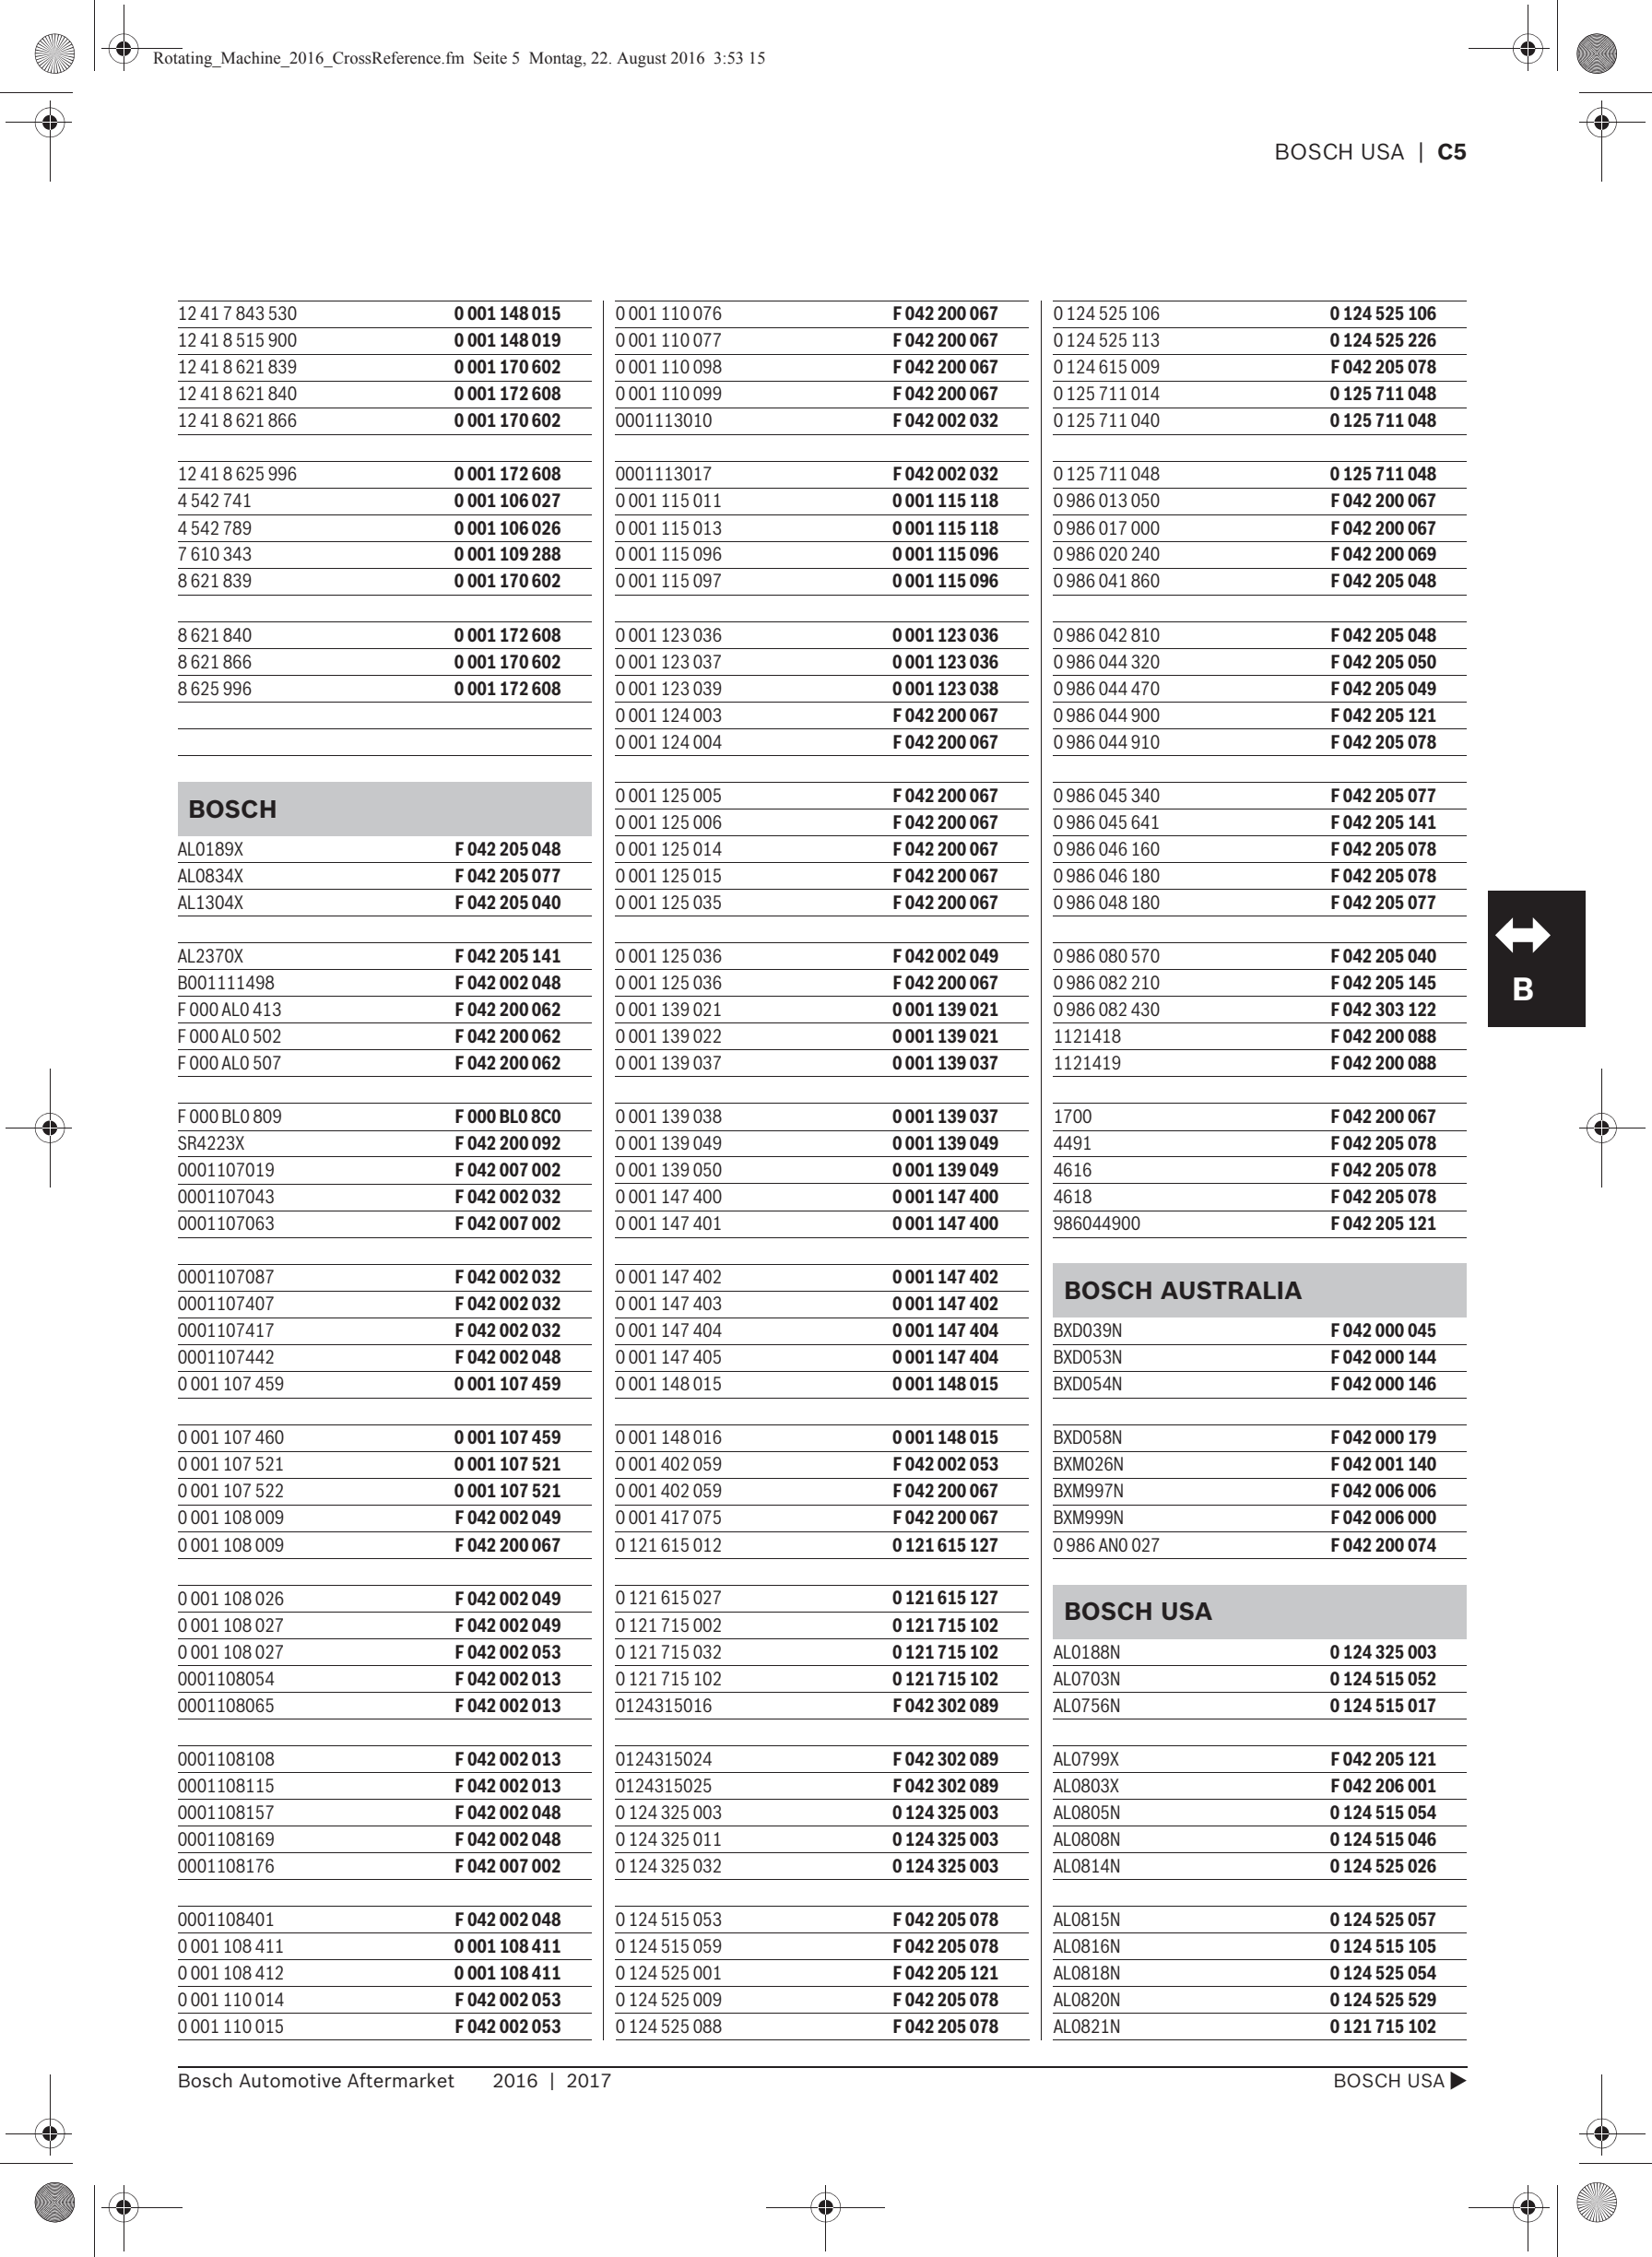 Rotating_Machine_2016_CrossReference.fm Seite 5 Montag, 22. August 2016 3:53 15
BOSCH USA | C5
12 41 7 843 530 0 001 148 015
12 41 8 515 900 0 001 148 019
12 41 8 621 839 0 001 170 602
12 41 8 621 840 0 001 172 608
12 41 8 621 866 0 001 170 602
12 41 8 625 996 0 001 172 608
4 542 741 0 001 106 027
4 542 789 0 001 106 026
7 610 343 0 001 109 288
8 621 839 0 001 170 602
8 621 840 0 001 172 608
8 621 866 0 001 170 602
8 625 996 0 001 172 608
BOSCH
AL0189X F 042 205 048
AL0834X F 042 205 077
AL1304X F 042 205 040
AL2370X F 042 205 141
B001111498 F 042 002 048
F 000 AL0 413 F 042 200 062
F 000 AL0 502 F 042 200 062
F 000 AL0 507 F 042 200 062
F 000 BL0 809 F 000 BL0 8C0
SR4223X F 042 200 092
0001107019 F 042 007 002
0001107043 F 042 002 032
0001107063 F 042 007 002
0001107087 F 042 002 032
0001107407 F 042 002 032
0001107417 F 042 002 032
0001107442 F 042 002 048
0 001 107 459 0 001 107 459
0 001 107 460 0 001 107 459
0 001 107 521 0 001 107 521
0 001 107 522 0 001 107 521
0 001 108 009 F 042 002 049
0 001 108 009 F 042 200 067
0 001 108 026 F 042 002 049
0 001 108 027 F 042 002 049
0 001 108 027 F 042 002 053
0001108054 F 042 002 013
0001108065 F 042 002 013
0001108108 F 042 002 013
0001108115 F 042 002 013
0001108157 F 042 002 048
0001108169 F 042 002 048
0001108176 F 042 007 002
0001108401 F 042 002 048
0 001 108 411 0 001 108 411
0 001 108 412 0 001 108 411
0 001 110 014 F 042 002 053
0 001 110 015 F 042 002 053
0 001 110 076 F 042 200 067
0 001 110 077 F 042 200 067
0 001 110 098 F 042 200 067
0 001 110 099 F 042 200 067
0001113010 F 042 002 032
0001113017 F 042 002 032
0 001 115 011 0 001 115 118
0 001 115 013 0 001 115 118
0 001 115 096 0 001 115 096
0 001 115 097 0 001 115 096
0 001 123 036 0 001 123 036
0 001 123 037 0 001 123 036
0 001 123 039 0 001 123 038
0 001 124 003 F 042 200 067
0 001 124 004 F 042 200 067
0 001 125 005 F 042 200 067
0 001 125 006 F 042 200 067
0 001 125 014 F 042 200 067
0 001 125 015 F 042 200 067
0 001 125 035 F 042 200 067
0 001 125 036 F 042 002 049
0 001 125 036 F 042 200 067
0 001 139 021 0 001 139 021
0 001 139 022 0 001 139 021
0 001 139 037 0 001 139 037
0 001 139 038 0 001 139 037
0 001 139 049 0 001 139 049
0 001 139 050 0 001 139 049
0 001 147 400 0 001 147 400
0 001 147 401 0 001 147 400
0 001 147 402 0 001 147 402
0 001 147 403 0 001 147 402
0 001 147 404 0 001 147 404
0 001 147 405 0 001 147 404
0 001 148 015 0 001 148 015
0 001 148 016 0 001 148 015
0 001 402 059 F 042 002 053
0 001 402 059 F 042 200 067
0 001 417 075 F 042 200 067
0 121 615 012 0 121 615 127
0 121 615 027 0 121 615 127
0 121 715 002 0 121 715 102
0 121 715 032 0 121 715 102
0 121 715 102 0 121 715 102
0124315016 F 042 302 089
0124315024 F 042 302 089
0124315025 F 042 302 089
0 124 325 003 0 124 325 003
0 124 325 011 0 124 325 003
0 124 325 032 0 124 325 003
0 124 515 053 F 042 205 078
0 124 515 059 F 042 205 078
0 124 525 001 F 042 205 121
0 124 525 009 F 042 205 078
0 124 525 088 F 042 205 078
0 124 525 106 0 124 525 106
0 124 525 113 0 124 525 226
0 124 615 009 F 042 205 078
0 125 711 014 0 125 711 048
0 125 711 040 0 125 711 048
0 125 711 048 0 125 711 048
0 986 013 050 F 042 200 067
0 986 017 000 F 042 200 067
0 986 020 240 F 042 200 069
0 986 041 860 F 042 205 048
0 986 042 810 F 042 205 048
0 986 044 320 F 042 205 050
0 986 044 470 F 042 205 049
0 986 044 900 F 042 205 121
0 986 044 910 F 042 205 078
0 986 045 340 F 042 205 077
0 986 045 641 F 042 205 141
0 986 046 160 F 042 205 078
0 986 046 180 F 042 205 078
0 986 048 180 F 042 205 077
0 986 080 570 F 042 205 040
0 986 082 210 F 042 205 145
0 986 082 430 F 042 303 122
1121418 F 042 200 088
1121419 F 042 200 088
1700 F 042 200 067
4491 F 042 205 078
4616 F 042 205 078
4618 F 042 205 078
986044900 F 042 205 121
BOSCH AUSTRALIA
BXD039N F 042 000 045
BXD053N F 042 000 144
BXD054N F 042 000 146
BXD058N F 042 000 179
BXM026N F 042 001 140
BXM997N F 042 006 006
BXM999N F 042 006 000
0 986 AN0 027 F 042 200 074
BOSCH USA
AL0188N 0 124 325 003
AL0703N 0 124 515 052
AL0756N 0 124 515 017
AL0799X F 042 205 121
AL0803X F 042 206 001
AL0805N 0 124 515 054
AL0808N 0 124 515 046
AL0814N 0 124 525 026
AL0815N 0 124 525 057
AL0816N 0 124 515 105
AL0818N 0 124 525 054
AL0820N 0 124 525 529
AL0821N 0 121 715 102
B
Bosch Automotive Aftermarket 2016 | 2017
BOSCH USA